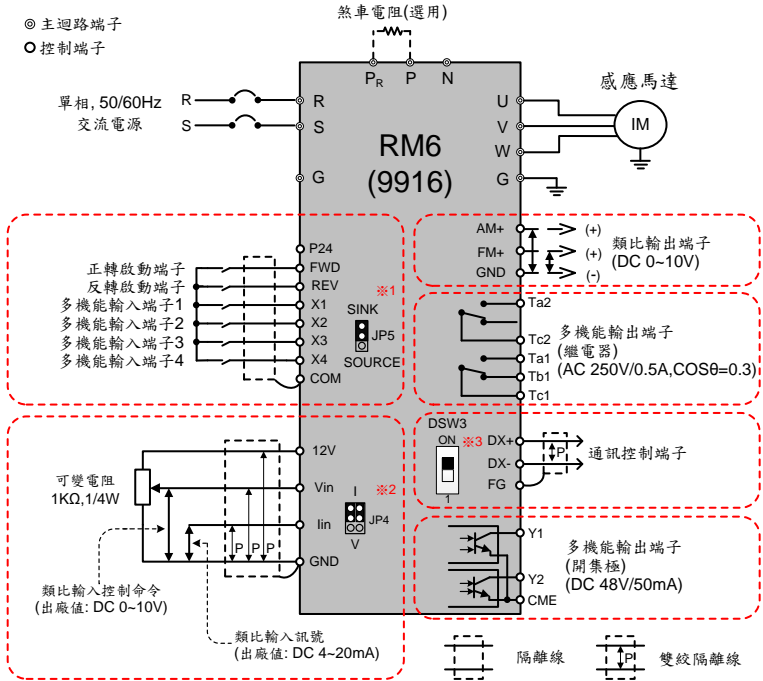 煞車電阻(選用)
◎ 主迴路端子
○ 控制端子
PR P N
單相, 50/60Hz
交流電源
R
S
R
S
G
RM6
(9916)
U
V
W
G
感應馬達
IM
P24
FWD
REV
X1
X2
X3
X4
COM
正轉啟動端子
反轉啟動端子
多機能輸入端子1
多機能輸入端子2
多機能輸入端子3
多機能輸入端子4
※1
SINK
JP5
SOURCE
AM+
FM+
GND
(+)
(+)
(-)
類比輸出端子
(DC 0~10V)
Ta2
Tc2
Ta1
Tb1
Tc1
多機能輸出端子
(繼電器)
(AC 250V/0.5A,COSθ=0.3)
DSW3
ON
※3
1
DX+
DX-
FG
P
通訊控制端子
12V
Vin
Iin
GND
可變電阻
1KΩ,1/4W
P P P
※2
I
JP4
V
類比輸入控制命令
(出廠值: DC 0~10V)
類比輸入訊號
(出廠值: DC 4~20mA)
Y1
Y2
CME
多機能輸出端子
(開集極)
(DC 48V/50mA)
隔離線
P
雙絞隔離線